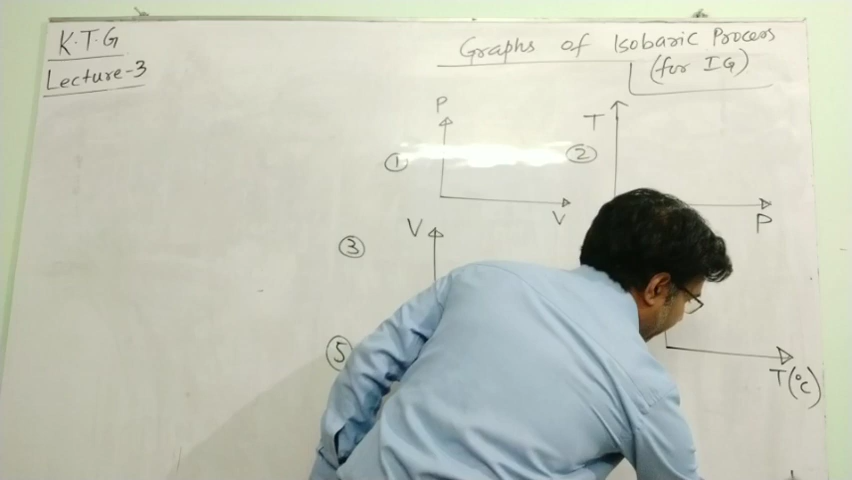 K.T.G
Lecture-3
Graphs of Isobaric Process
(for IG)
P
①
V
T
②
P
③
V
T(°C)
⑤